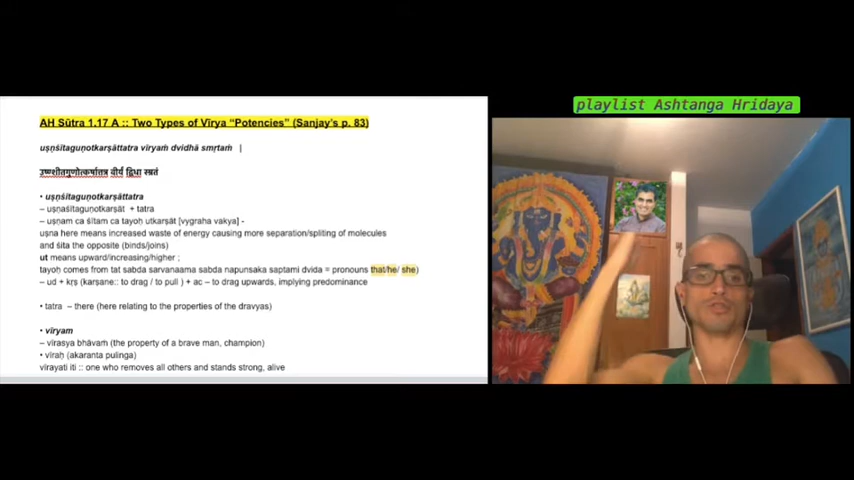 AH Sūtra 1.17 A :: Two Types of Vīrya “Potencies” (Sanjay's p. 83)
uṣṇśītaguṇotkarṣāttatra vīryaṁ dvidhā smṛtaṁ |
उष्णशीतगुणोत्कर्षात्तत्र वीर्यं द्विधा स्मृतं
• uṣṇśītaguṇotkarṣāttatra
– uṣṇaśītaguṇotkarṣāt + tatra
– uṣṇam ca śītam ca tayoḥ utkarṣāt [vygraha vakya] -
uṣṇa here means increased waste of energy causing more separation/spliting of molecules
and śita the opposite (binds/joins)
ut means upward/increasing/higher ;
tayoḥ comes from tat sabda sarvanaama sabda napunsaka saptami dvida = pronouns that/he/ she)
– ud + kṛṣ (karṣane:: to drag / to pull ) + ac – to drag upwards, implying predominance
• tatra – there (here relating to the properties of the dravyas)
• vīryam
– vīrasya bhāvaṁ (the property of a brave man, champion)
• vīraḥ (akaranta pulinga)
vīrayati iti :: one who removes all others and stands strong, alive
playlist Ashtanga Hridaya